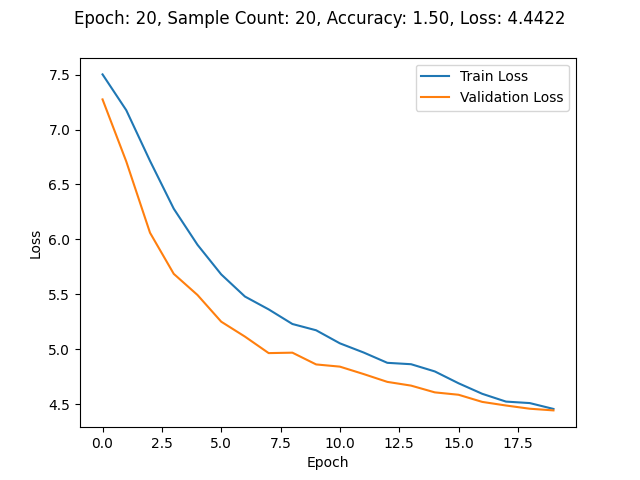 Epoch: 20, Sample Count: 20, Accuracy: 1.50, Loss: 4.4422
Train Loss
Validation Loss
7.5
7.0
6.5
6.0
5.5
5.0
4.5
Loss
0.0 2.5 5.0 7.5 10.0 12.5 15.0 17.5
Epoch